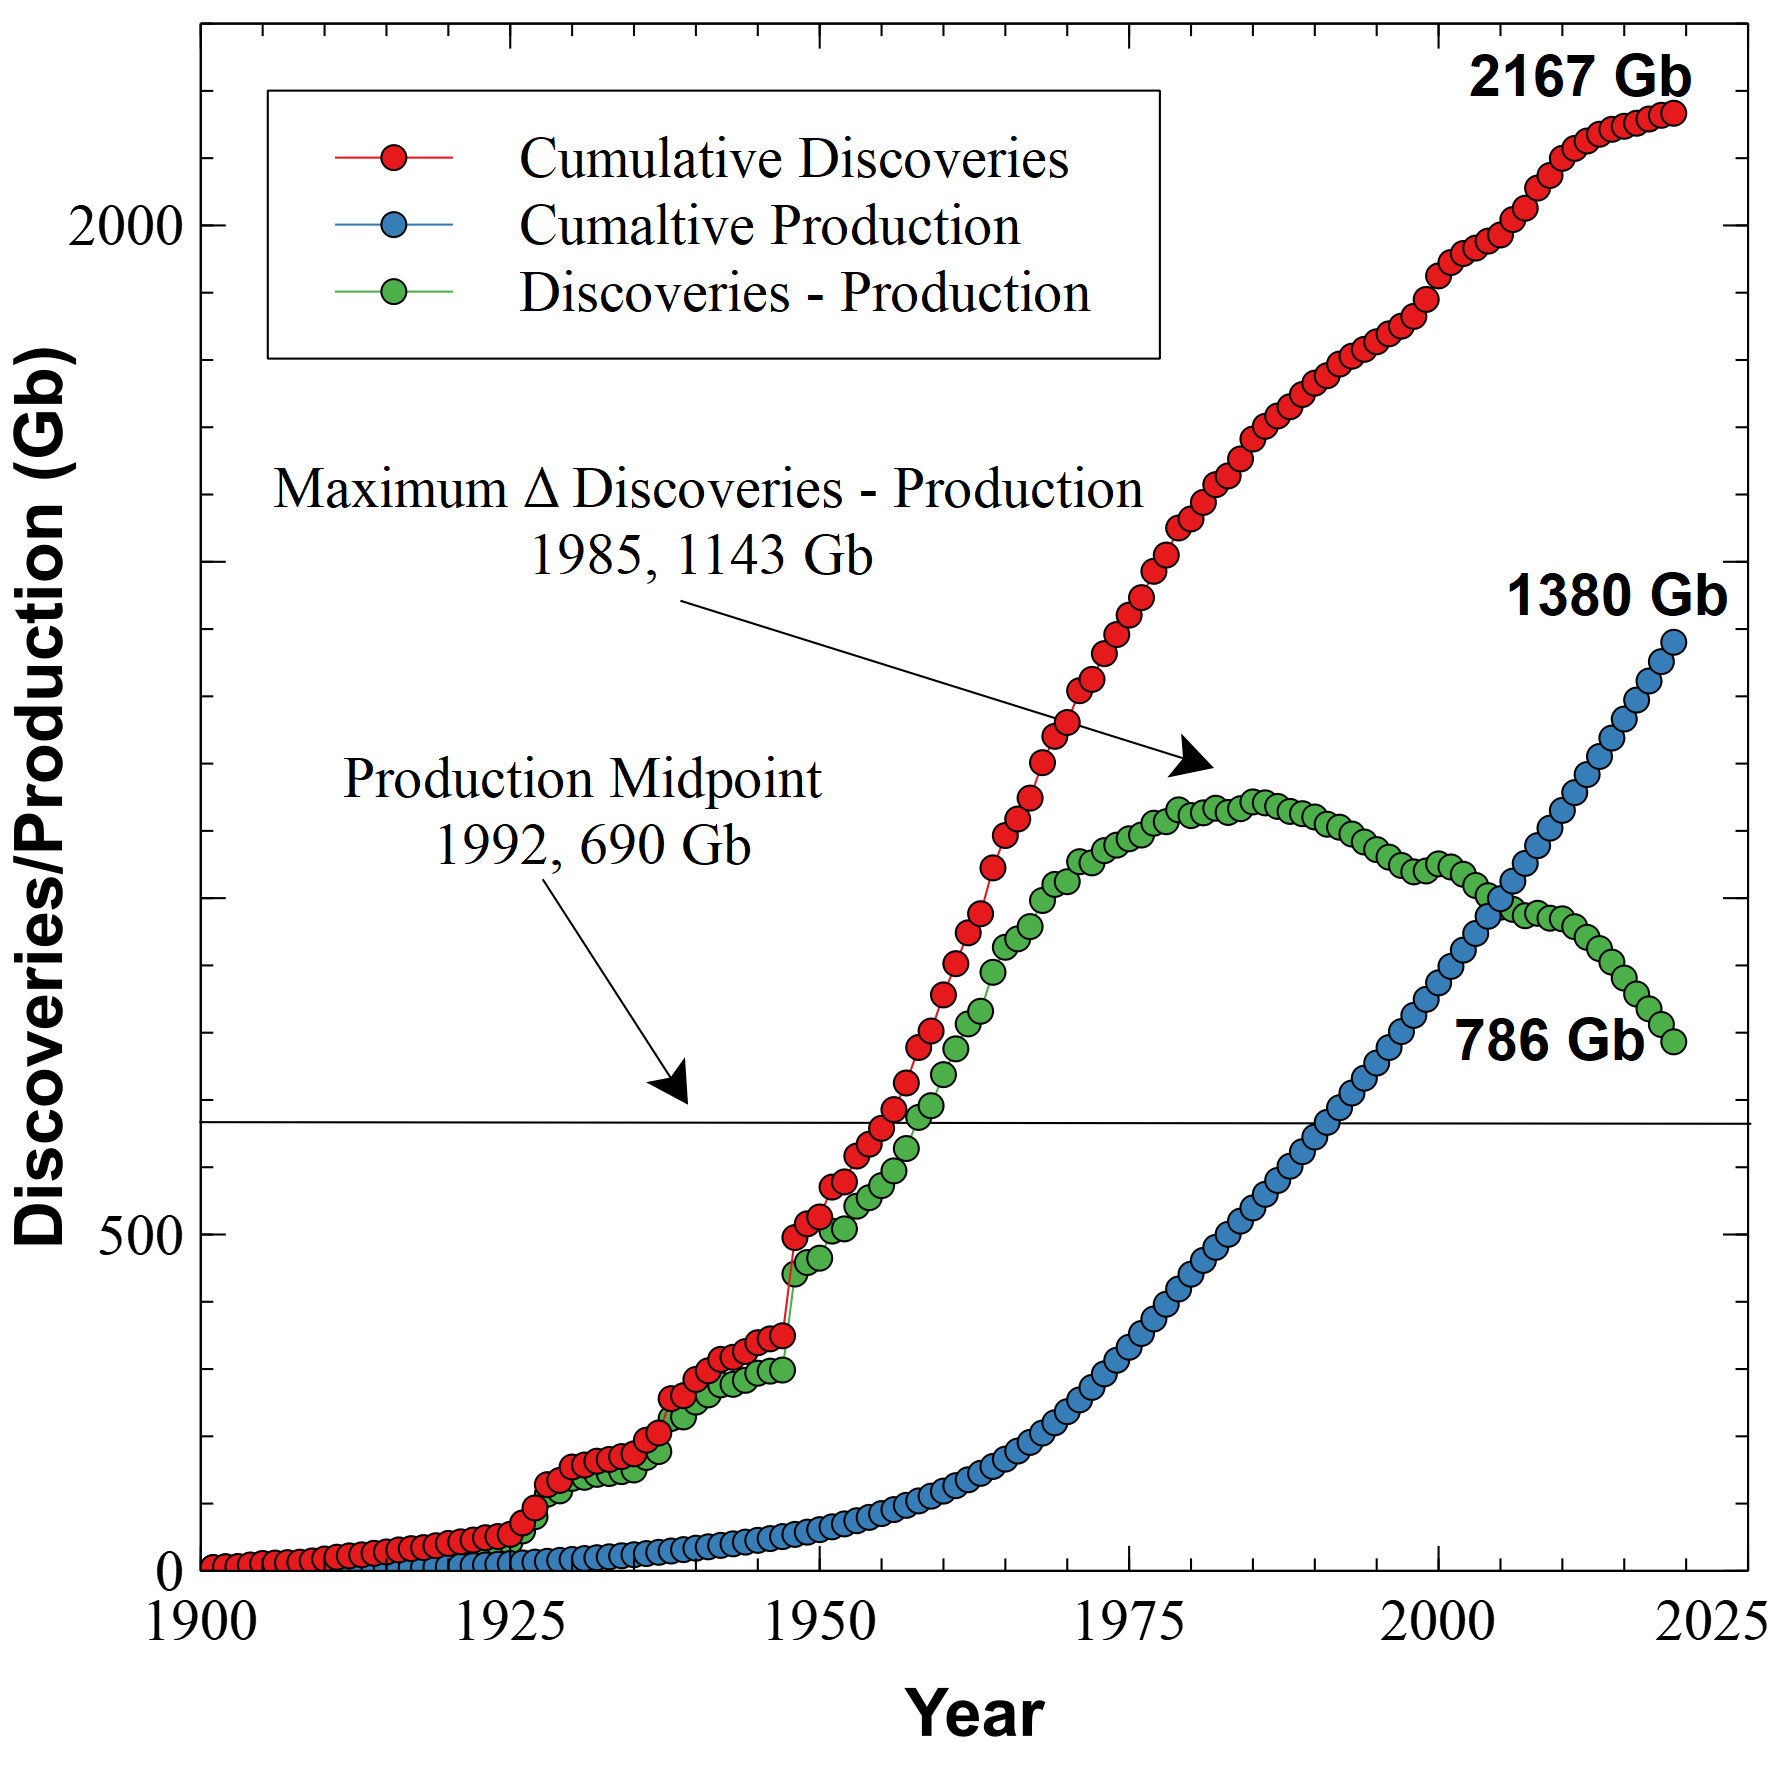 2167 Gb
Cumulative Discoveries
Cumaltive Production
Discoveries - Production
2000
Maximum Δ Discoveries - Production
1985, 1143 Gb
1380 Gb
Production Midpoint
1992, 690 Gb
786 Gb
Discoveries/Production (Gb)
500
0
1900 1925 1950 1975 2000 2025
Year